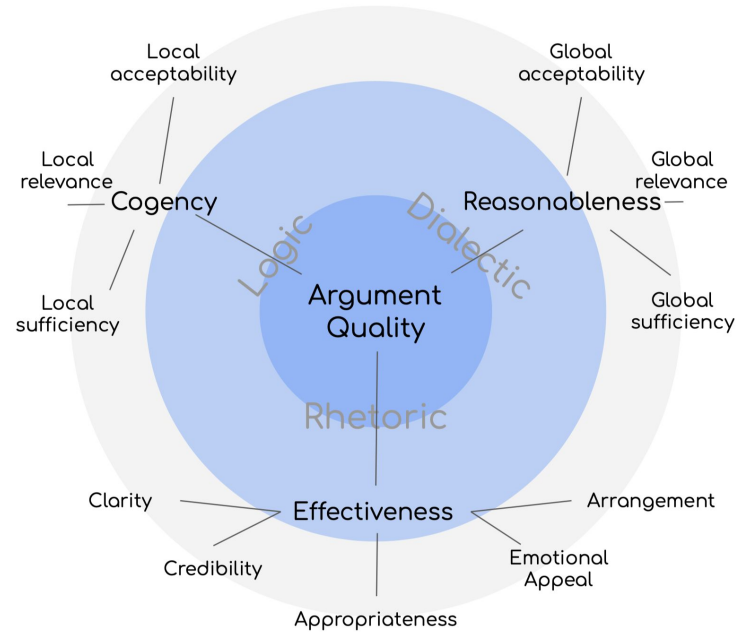 Local
acceptability
Global
acceptability
Local
relevance
Global
relevance
Cogency
Reasonableness
Logic
Dialectic
Argument
Quality
Local
sufficiency
Global
sufficiency
Rhetoric
Clarity
Effectiveness
Arrangement
Credibility
Emotional
Appeal
Appropriateness